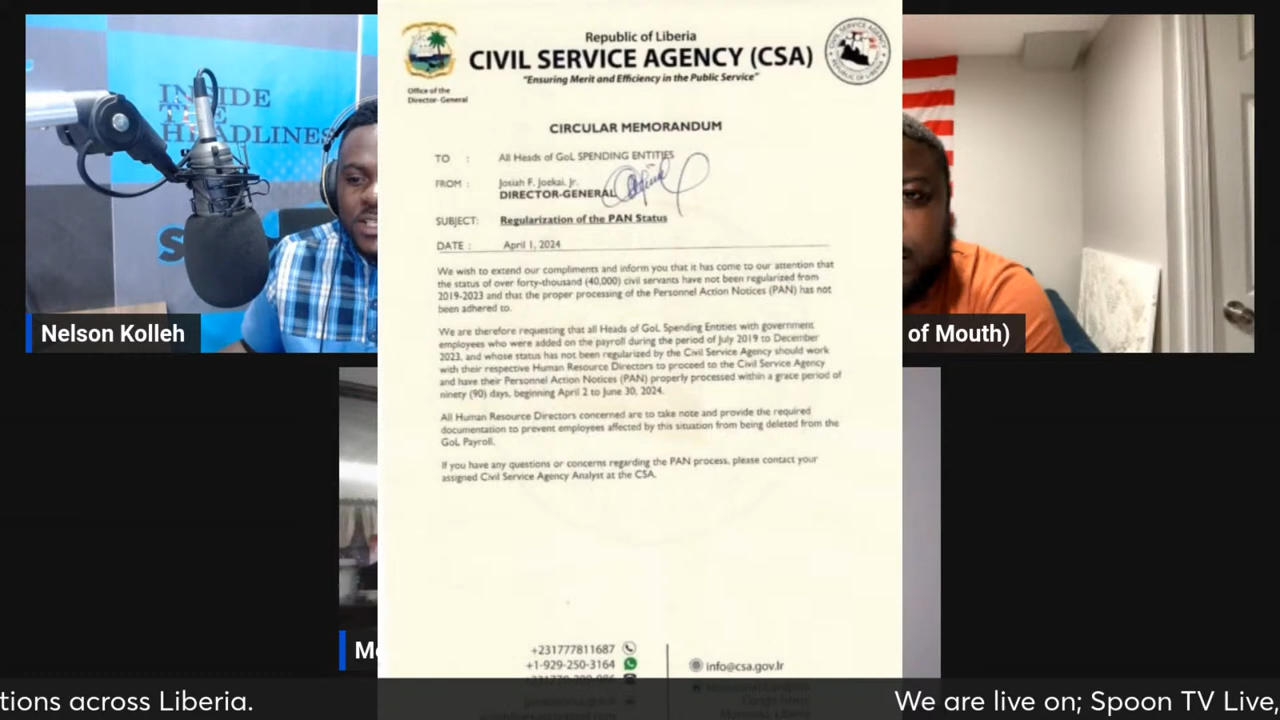 INSIDE
THE
HEADLINES
Nelson Kolleh
Republic of Liberia
CIVIL SERVICE AGENCY (CSA)
"Ensuring Merit and Efficiency in the Public Service"
Office of the
Director- General
CIRCULAR MEMORANDUM
TO : All Heads of GoL SPENDING ENTITIES
FROM : Josiah F. Joekai, Jr.
DIRECTOR-GENERAL
SUBJECT: Regularization of the PAN Status
DATE : April 1, 2024
We wish to extend our compliments and inform you that it has come to our attention that
the status of over forty-thousand (40,000) civil servants have not been regularized from
2019-2023 and that the proper processing of the Personnel Action Notices (PAN) has not
been adhered to.
We are therefore requesting that all Heads of GoL Spending Entities with government
employees who were added on the payroll during the period of July 2019 to December
2023, and whose status has not been regularized by the Civil Service Agency should work
with their respective Human Resource Directors to proceed to the Civil Service Agency
and have their Personnel Action Notices (PAN) properly processed within a grace period of
ninety (90) days, beginning April 2 to June 30, 2024.
All Human Resource Directors concerned are to take note and provide the required
documentation to prevent employees affected by this situation from being deleted from the
GoL Payroll.
If you have any questions or concerns regarding the PAN process, please contact your
assigned Civil Service Agency Analyst at the CSA.
+231777811687
+1-929-250-3164
info@csa.gov.lr
of Mouth)
tions across Liberia.
We are live on; Spoon TV Live,